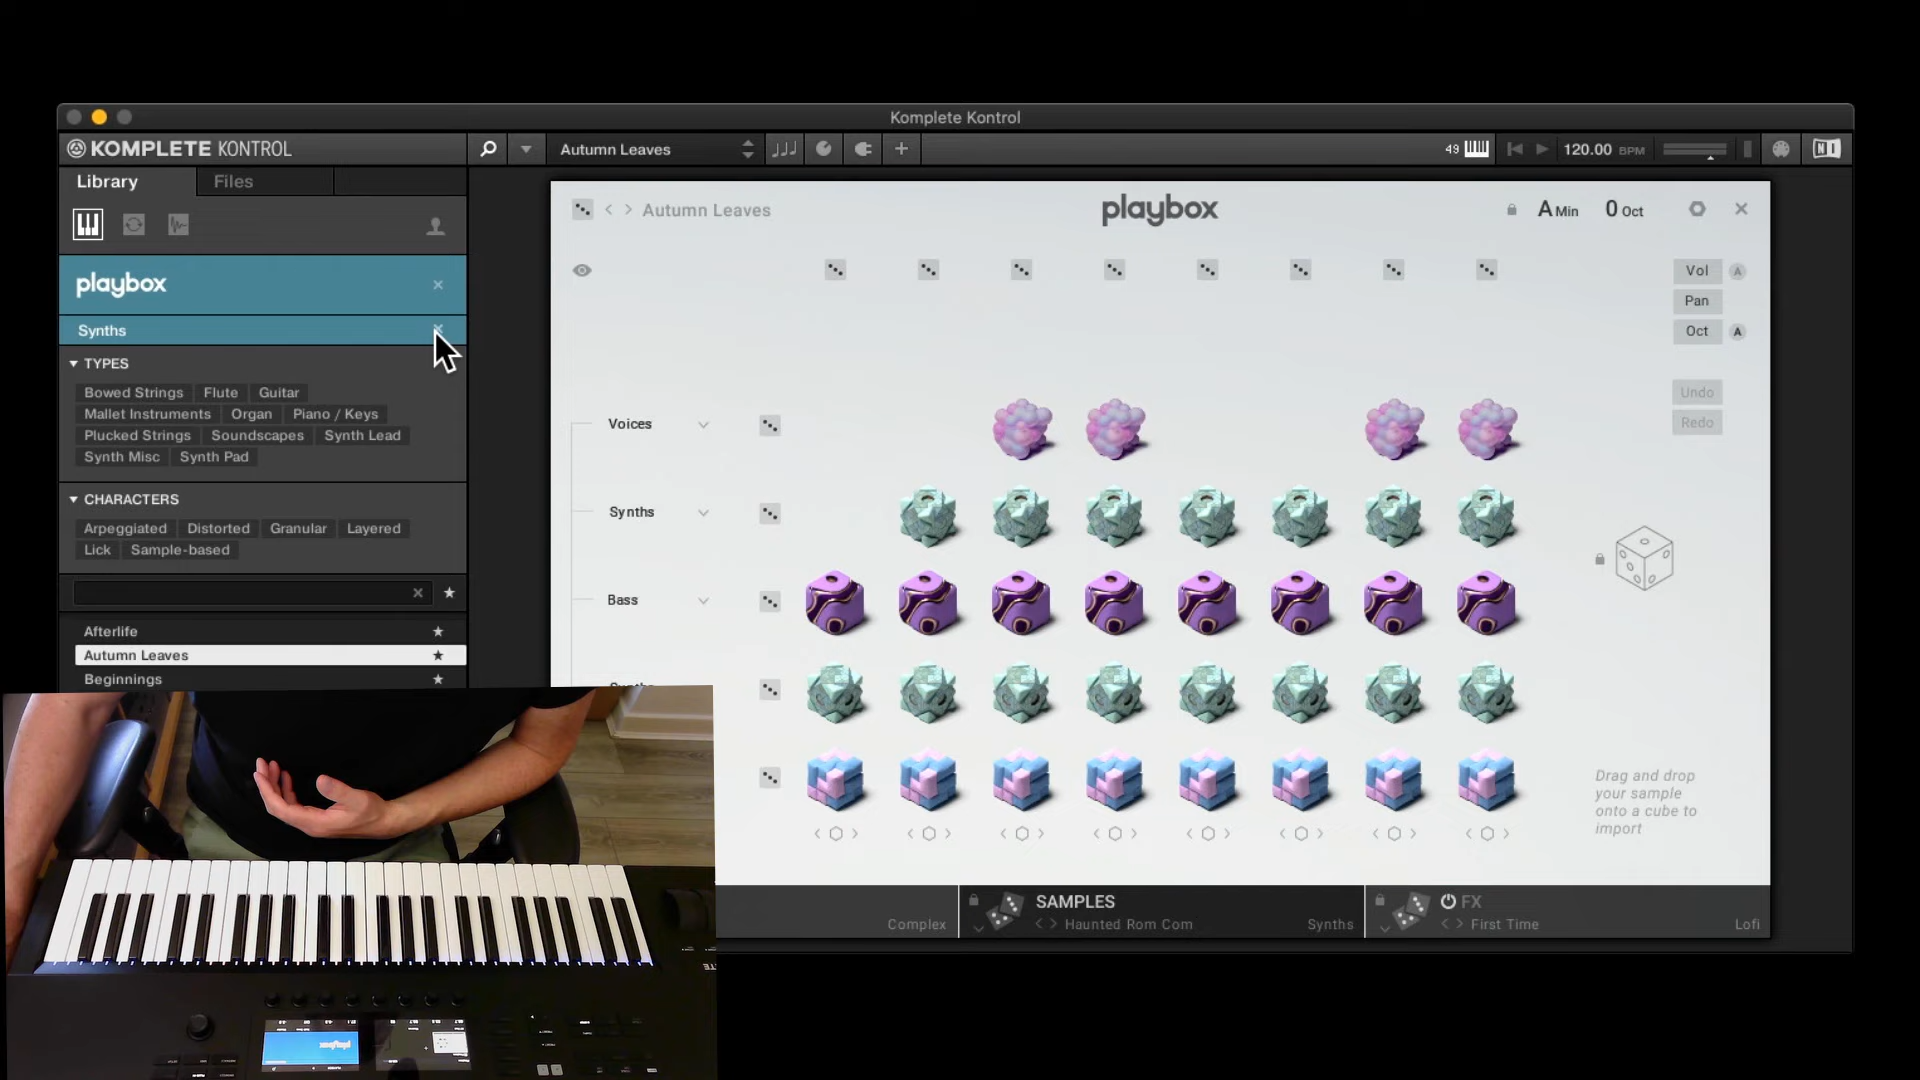 Komplete Kontrol
KOMPLETE KONTROL
Autumn Leaves
49
120.00 BPM
NI
Library
Files
playbox
Synths
TYPES
Bowed Strings Flute Guitar
Mallet Instruments Organ Piano / Keys
Plucked Strings Soundscapes Synth Lead
Synth Misc Synth Pad
CHARACTERS
Arpeggiated Distorted Granular Layered
Lick Sample-based
Afterlife
Autumn Leaves
Beginnings
Autumn Leaves
playbox
A Min 0 Oct
Vol A
Pan
Oct A
Undo
Redo
Voices
Synths
Bass
Drag and drop
your sample
onto a cube to
import
Complex
SAMPLES
Haunted Rom Com
Synths
FX
First Time
Lofi
playbox